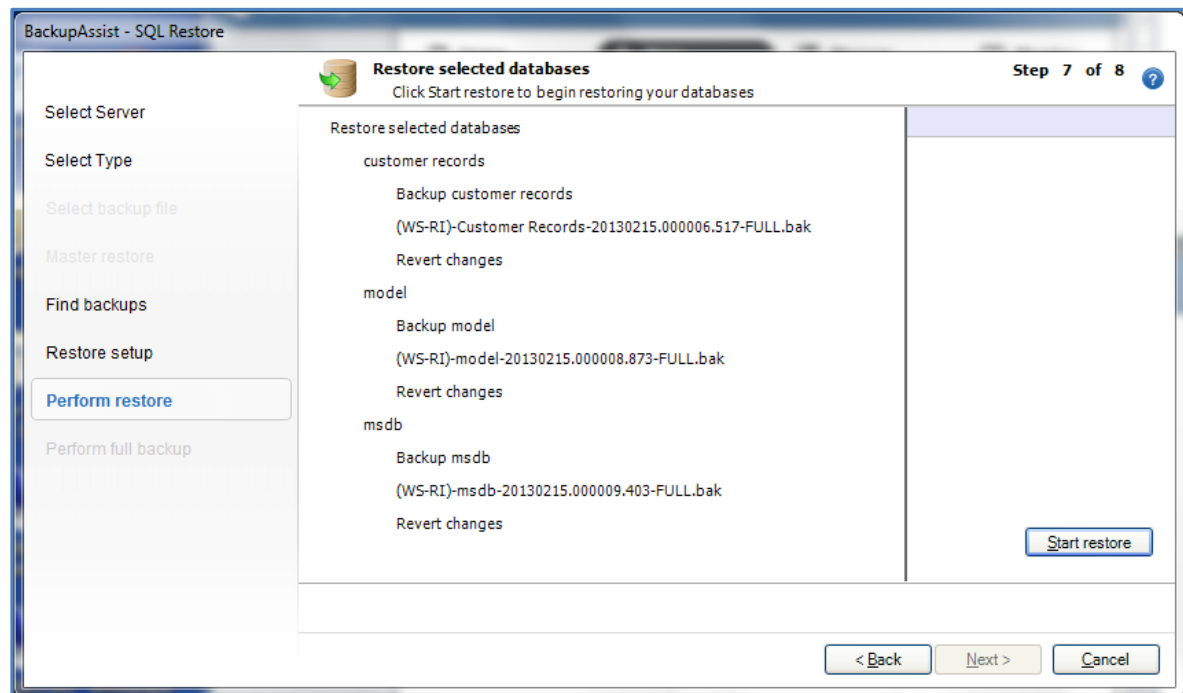 BackupAssist - SQL Restore
Restore selected databases
Click Start restore to begin restoring your databases
Step 7 of 8
?
Select Server
Select Type
Select backup file
Master restore
Find backups
Restore setup
Perform restore
Perform full backup
Restore selected databases
customer records
Backup customer records
(WS-RI)-Customer Records-20130215.000006.517-FULL.bak
Revert changes
model
Backup model
(WS-RI)-model-20130215.000008.873-FULL.bak
Revert changes
msdb
Backup msdb
(WS-RI)-msdb-20130215.000009.403-FULL.bak
Revert changes
Start restore
< Back
Next >
Cancel